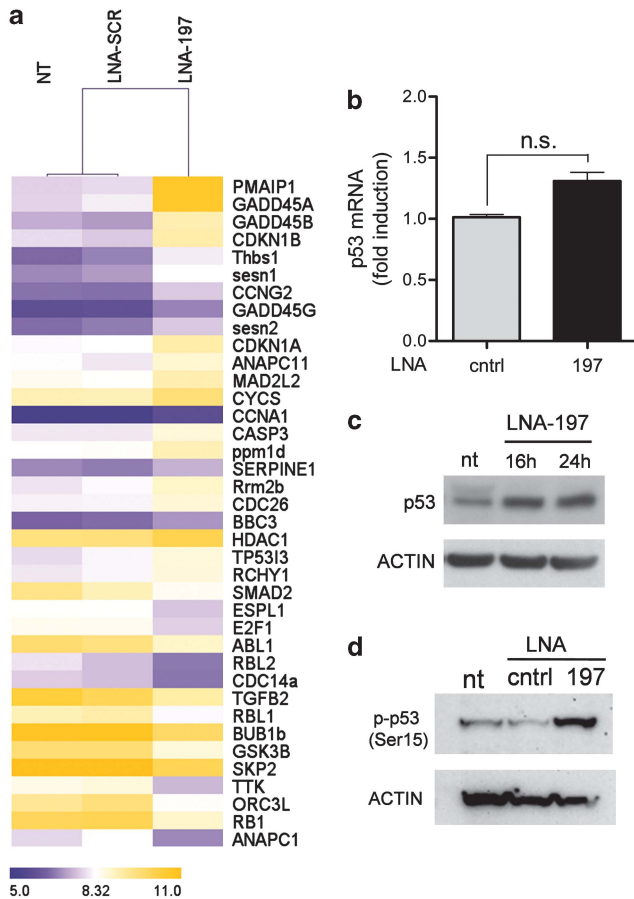 a
NT
LNA-SCR
LNA-197
PMAIP1
GADD45A
GADD45B
CDKN1B
Thbs1
sesn1
CCNG2
GADD45G
sesn2
CDKN1A
ANAPC11
MAD2L2
CYCS
CCNA1
CASP3
ppm1d
SERPINE1
Rrm2b
CDC26
BBC3
HDAC1
TP53I3
RCHY1
SMAD2
ESPL1
E2F1
ABL1
RBL2
CDC14a
TGFB2
RBL1
BUB1b
GSK3B
SKP2
TTK
ORC3L
RB1
ANAPC1
5.0 8.32 11.0
b
p53 mRNA
(fold induction)
2.0
1.5
1.0
0.5
0.0
n.s.
LNA cntrl 197
c
LNA-197
nt 16h 24h
p53
ACTIN
d
LNA
nt cntrl 197
p-p53
(Ser15)
ACTIN